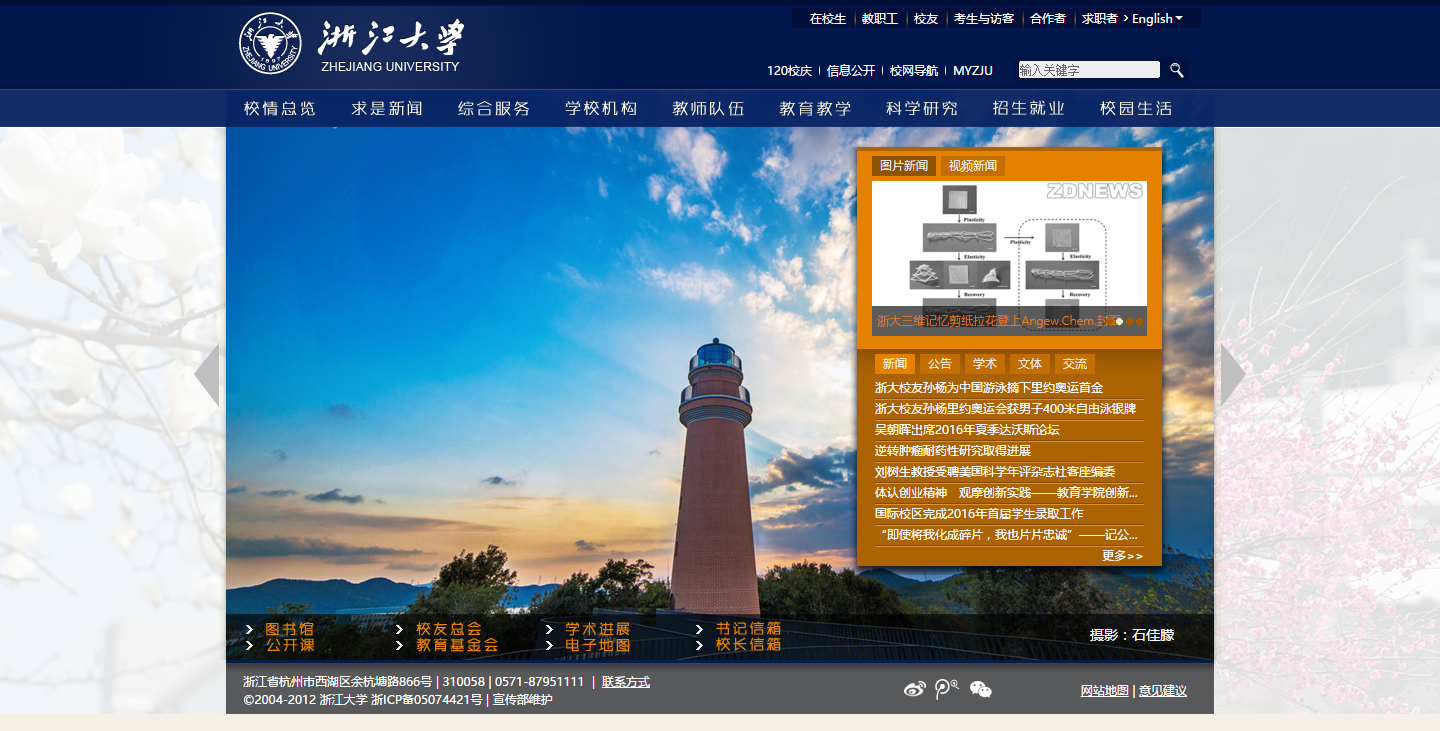 在校生 教职工 校友 考生与访客 合作者 求职者 English
浙江大学
ZHEJIANG UNIVERSITY
120校庆 信息公开 校网导航 MYZJU
输入关键字
校情总览 求是新闻 综合服务 学校机构 教师队伍 教育教学 科学研究 招生就业 校园生活
图片新闻 视频新闻
ZDNEWS
Plasticity
Plasticity
Elasticity
Elasticity
Recovery
Recovery
浙大三维记忆剪纸拉花登上Angew.Chem.封面
新闻 公告 学术 文体 交流
浙大校友孙杨为中国游泳摘下里约奥运首金
浙大校友孙杨里约奥运会获男子400米自由泳银牌
吴朝晖出席2016年夏季达沃斯论坛
逆转肿瘤耐药性研究取得进展
刘树生教授受聘美国科学年评杂志社客座编委
体认创业精神 观摩创新实践——教育学院创新...
国际校区完成2016年首届学生录取工作
“即使将我化成碎片，我也片片忠诚”——记公...
更多>>
图书馆 校友总会 学术进展 书记信箱
公开课 教育基金会 电子地图 校长信箱
摄影：石佳朦
浙江省杭州市西湖区余杭塘路866号 | 310058 | 0571-87951111 | 联系方式
©2004-2012 浙江大学 浙ICP备05074421号 | 宣传部维护
网站地图 | 意见建议